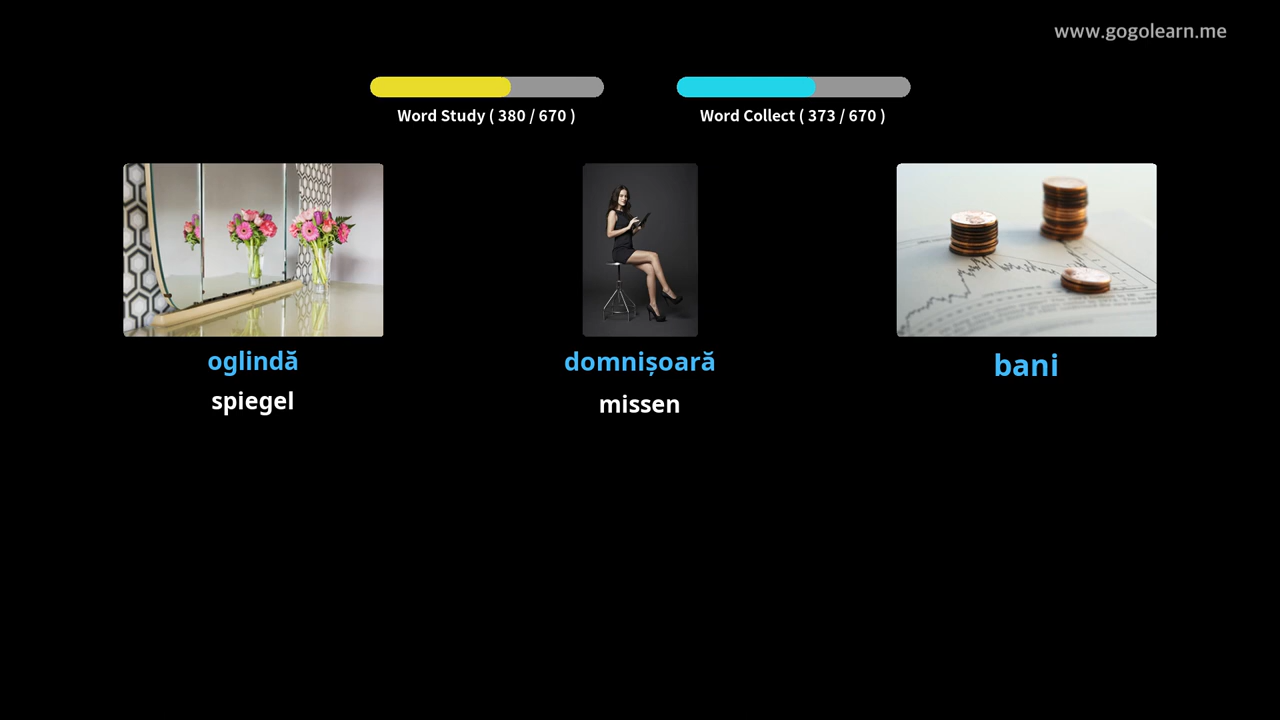 www.gogolearn.me
Word Study ( 380 / 670 )
Word Collect ( 373 / 670 )
oglindă
spiegel
domnișoară
missen
bani